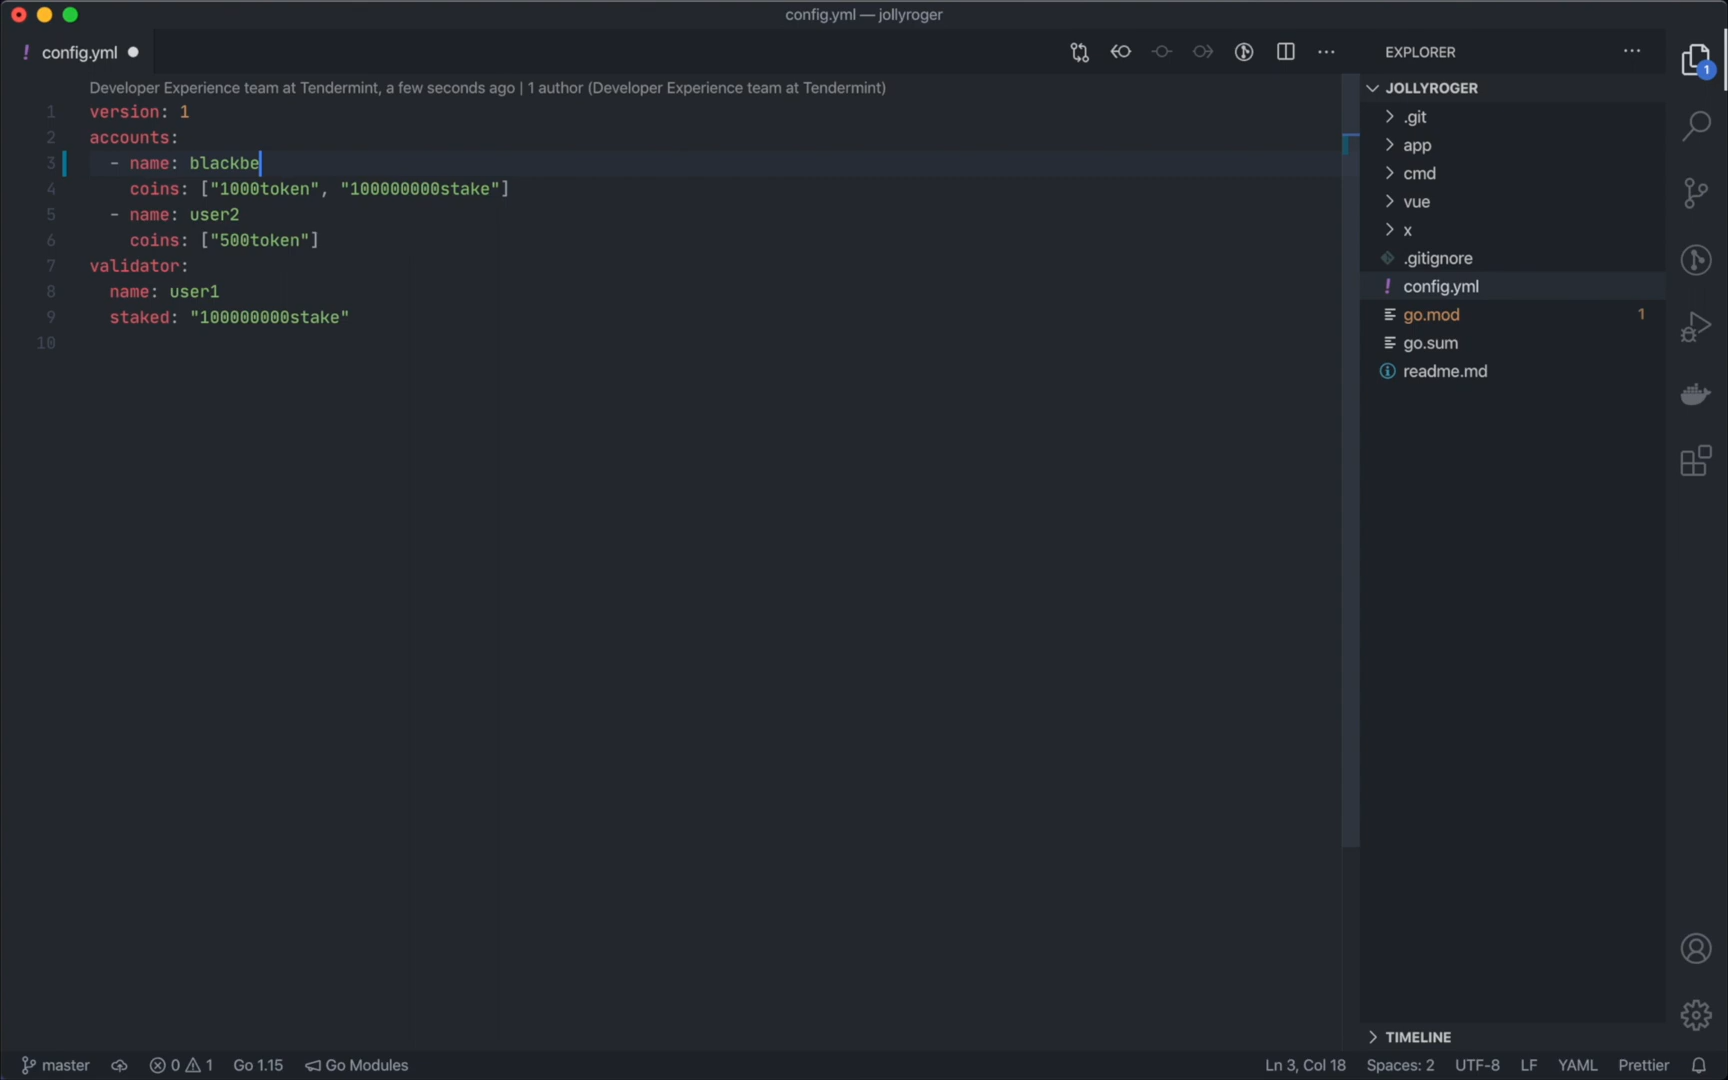 config.yml — jollyroger
! config.yml
EXPLORER
1
Developer Experience team at Tendermint, a few seconds ago | 1 author (Developer Experience team at Tendermint)
1 version: 1
2 accounts:
3 - name: blackbe
4 coins: ["1000token", "100000000stake"]
5 - name: user2
6 coins: ["500token"]
7 validator:
8 name: user1
9 staked: "100000000stake"
10
JOLLYROGER
.git
app
cmd
vue
x
.gitignore
! config.yml
go.mod 1
go.sum
readme.md
TIMELINE
master 0 1 Go 1.15 Go Modules
Ln 3, Col 18 Spaces: 2 UTF-8 LF YAML Prettier